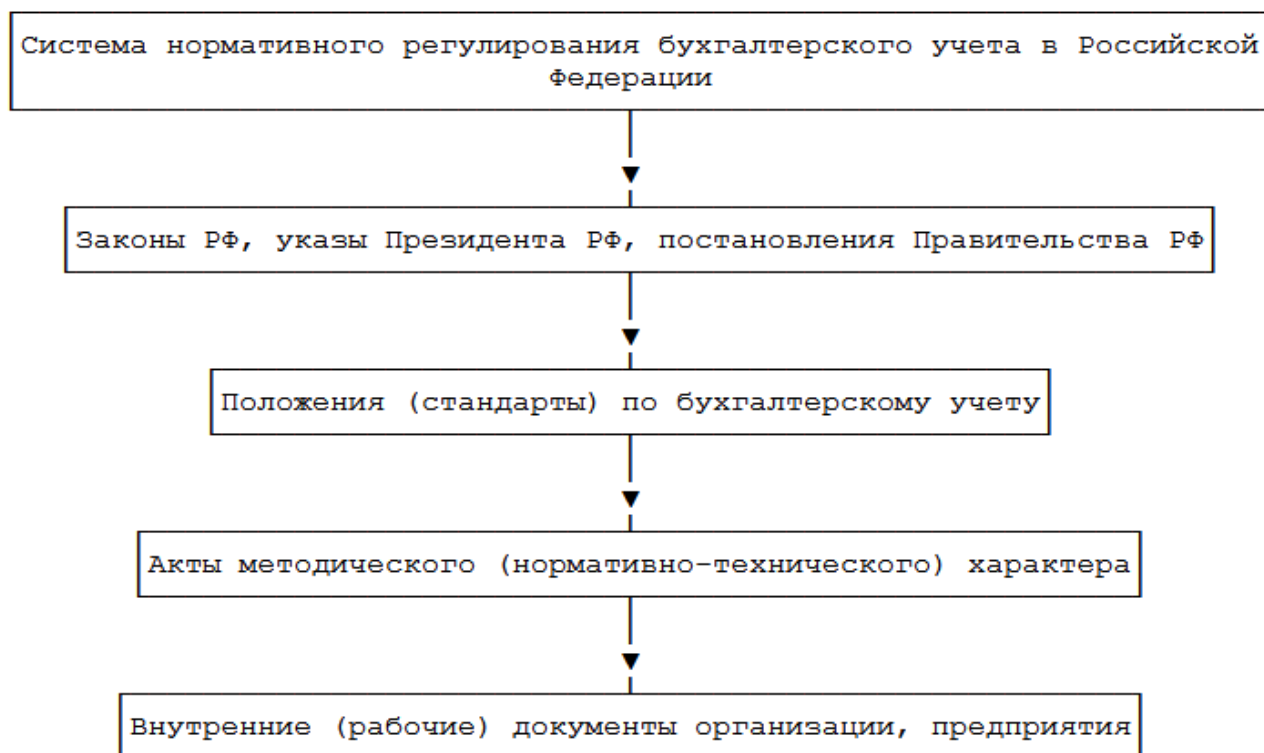 Система нормативного регулирования бухгалтерского учета в Российской
Федерации
Законы РФ, указы Президента РФ, постановления Правительства РФ
Положения (стандарты) по бухгалтерскому учету
Акты методического (нормативно-технического) характера
Внутренние (рабочие) документы организации, предприятия